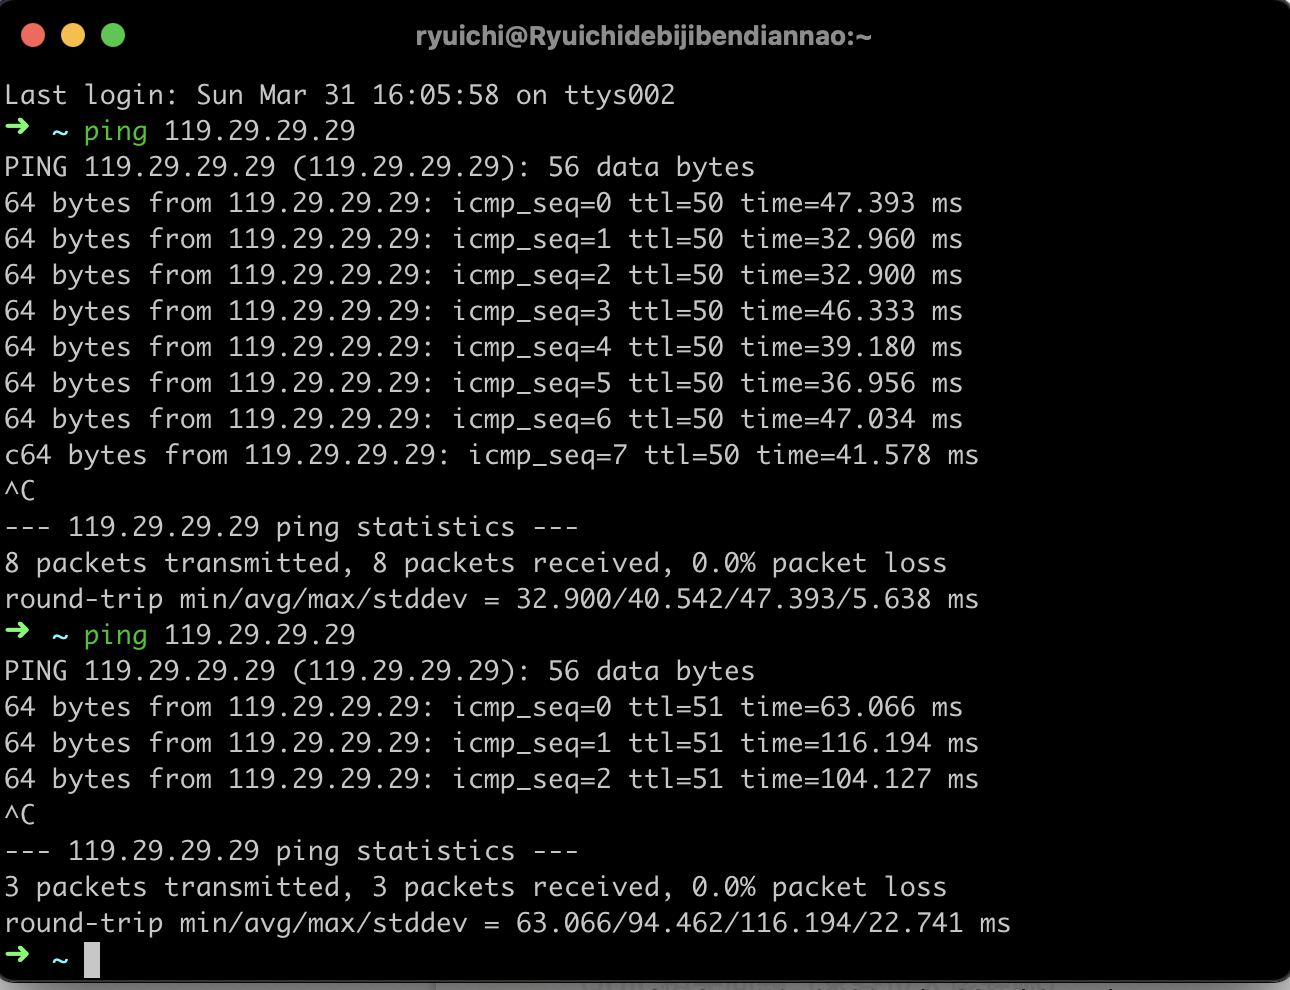 ryuichi@Ryuichidebijibendiannao:~
Last login: Sun Mar 31 16:05:58 on ttys002
➜ ~ ping 119.29.29.29
PING 119.29.29.29 (119.29.29.29): 56 data bytes
64 bytes from 119.29.29.29: icmp_seq=0 ttl=50 time=47.393 ms
64 bytes from 119.29.29.29: icmp_seq=1 ttl=50 time=32.960 ms
64 bytes from 119.29.29.29: icmp_seq=2 ttl=50 time=32.900 ms
64 bytes from 119.29.29.29: icmp_seq=3 ttl=50 time=46.333 ms
64 bytes from 119.29.29.29: icmp_seq=4 ttl=50 time=39.180 ms
64 bytes from 119.29.29.29: icmp_seq=5 ttl=50 time=36.956 ms
64 bytes from 119.29.29.29: icmp_seq=6 ttl=50 time=47.034 ms
c64 bytes from 119.29.29.29: icmp_seq=7 ttl=50 time=41.578 ms
^C
--- 119.29.29.29 ping statistics ---
8 packets transmitted, 8 packets received, 0.0% packet loss
round-trip min/avg/max/stddev = 32.900/40.542/47.393/5.638 ms
➜ ~ ping 119.29.29.29
PING 119.29.29.29 (119.29.29.29): 56 data bytes
64 bytes from 119.29.29.29: icmp_seq=0 ttl=51 time=63.066 ms
64 bytes from 119.29.29.29: icmp_seq=1 ttl=51 time=116.194 ms
64 bytes from 119.29.29.29: icmp_seq=2 ttl=51 time=104.127 ms
^C
--- 119.29.29.29 ping statistics ---
3 packets transmitted, 3 packets received, 0.0% packet loss
round-trip min/avg/max/stddev = 63.066/94.462/116.194/22.741 ms
➜ ~